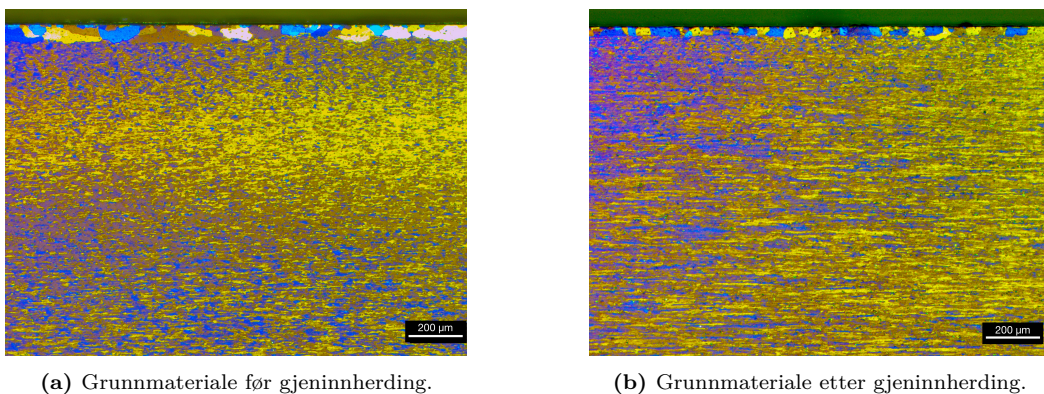 200 µm
200 µm
(a) Grunnmateriale før gjeninnherding.
(b) Grunnmateriale etter gjeninnherding.